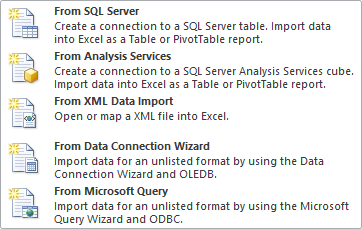 From SQL Server
Create a connection to a SQL Server table. Import data
into Excel as a Table or PivotTable report.
From Analysis Services
Create a connection to a SQL Server Analysis Services cube.
Import data into Excel as a Table or PivotTable report.
From XML Data Import
Open or map a XML file into Excel.
From Data Connection Wizard
Import data for an unlisted format by using the Data
Connection Wizard and OLEDB.
From Microsoft Query
Import data for an unlisted format by using the Microsoft
Query Wizard and ODBC.